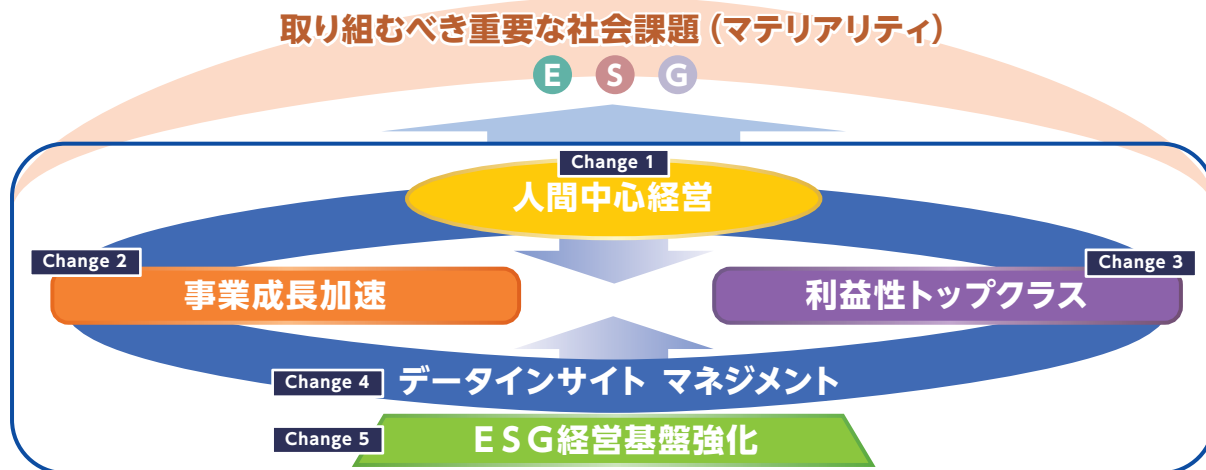 取り組むべき重要な社会課題(マテリアリティ)
E S G
Change 1
人間中心経営
Change 2
事業成長加速
Change 3
利益性トップクラス
Change 4
データインサイト マネジメント
Change 5
ESG経営基盤強化